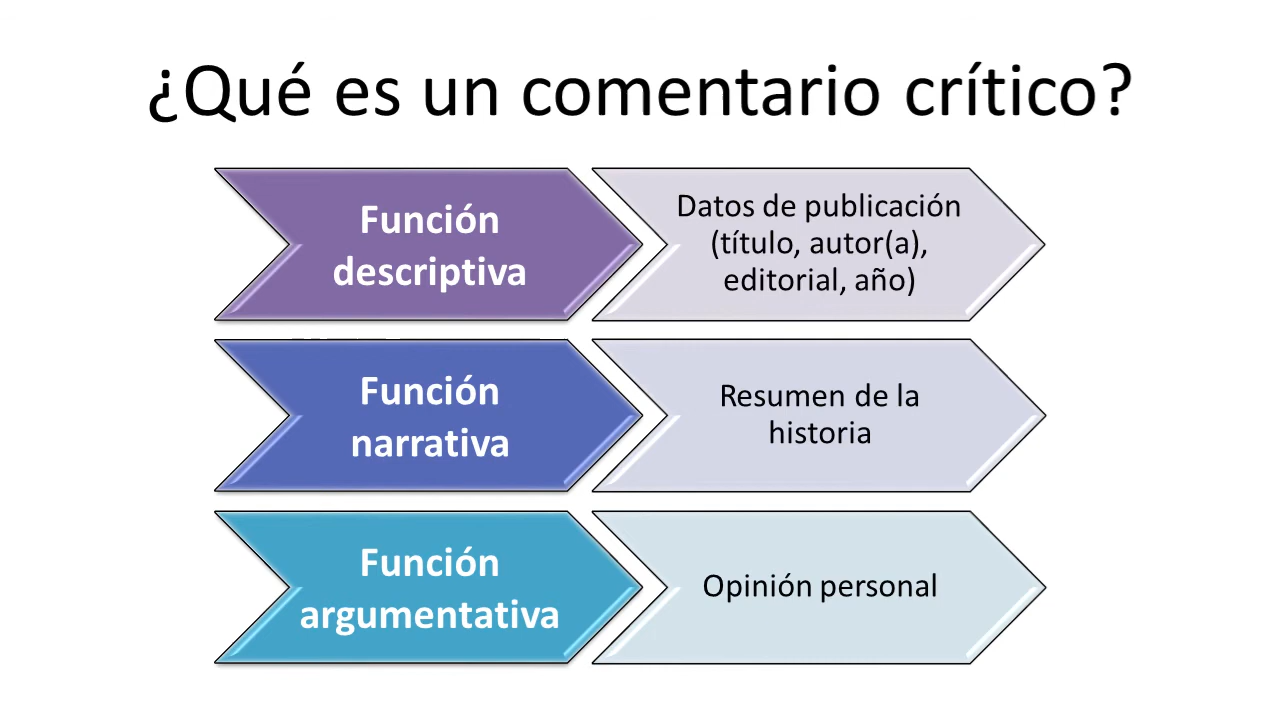 ¿Qué es un comentario crítico?
Función
descriptiva
Datos de publicación
(título, autor(a),
editorial, año)
Función
narrativa
Resumen de la
historia
Función
argumentativa
Opinión personal